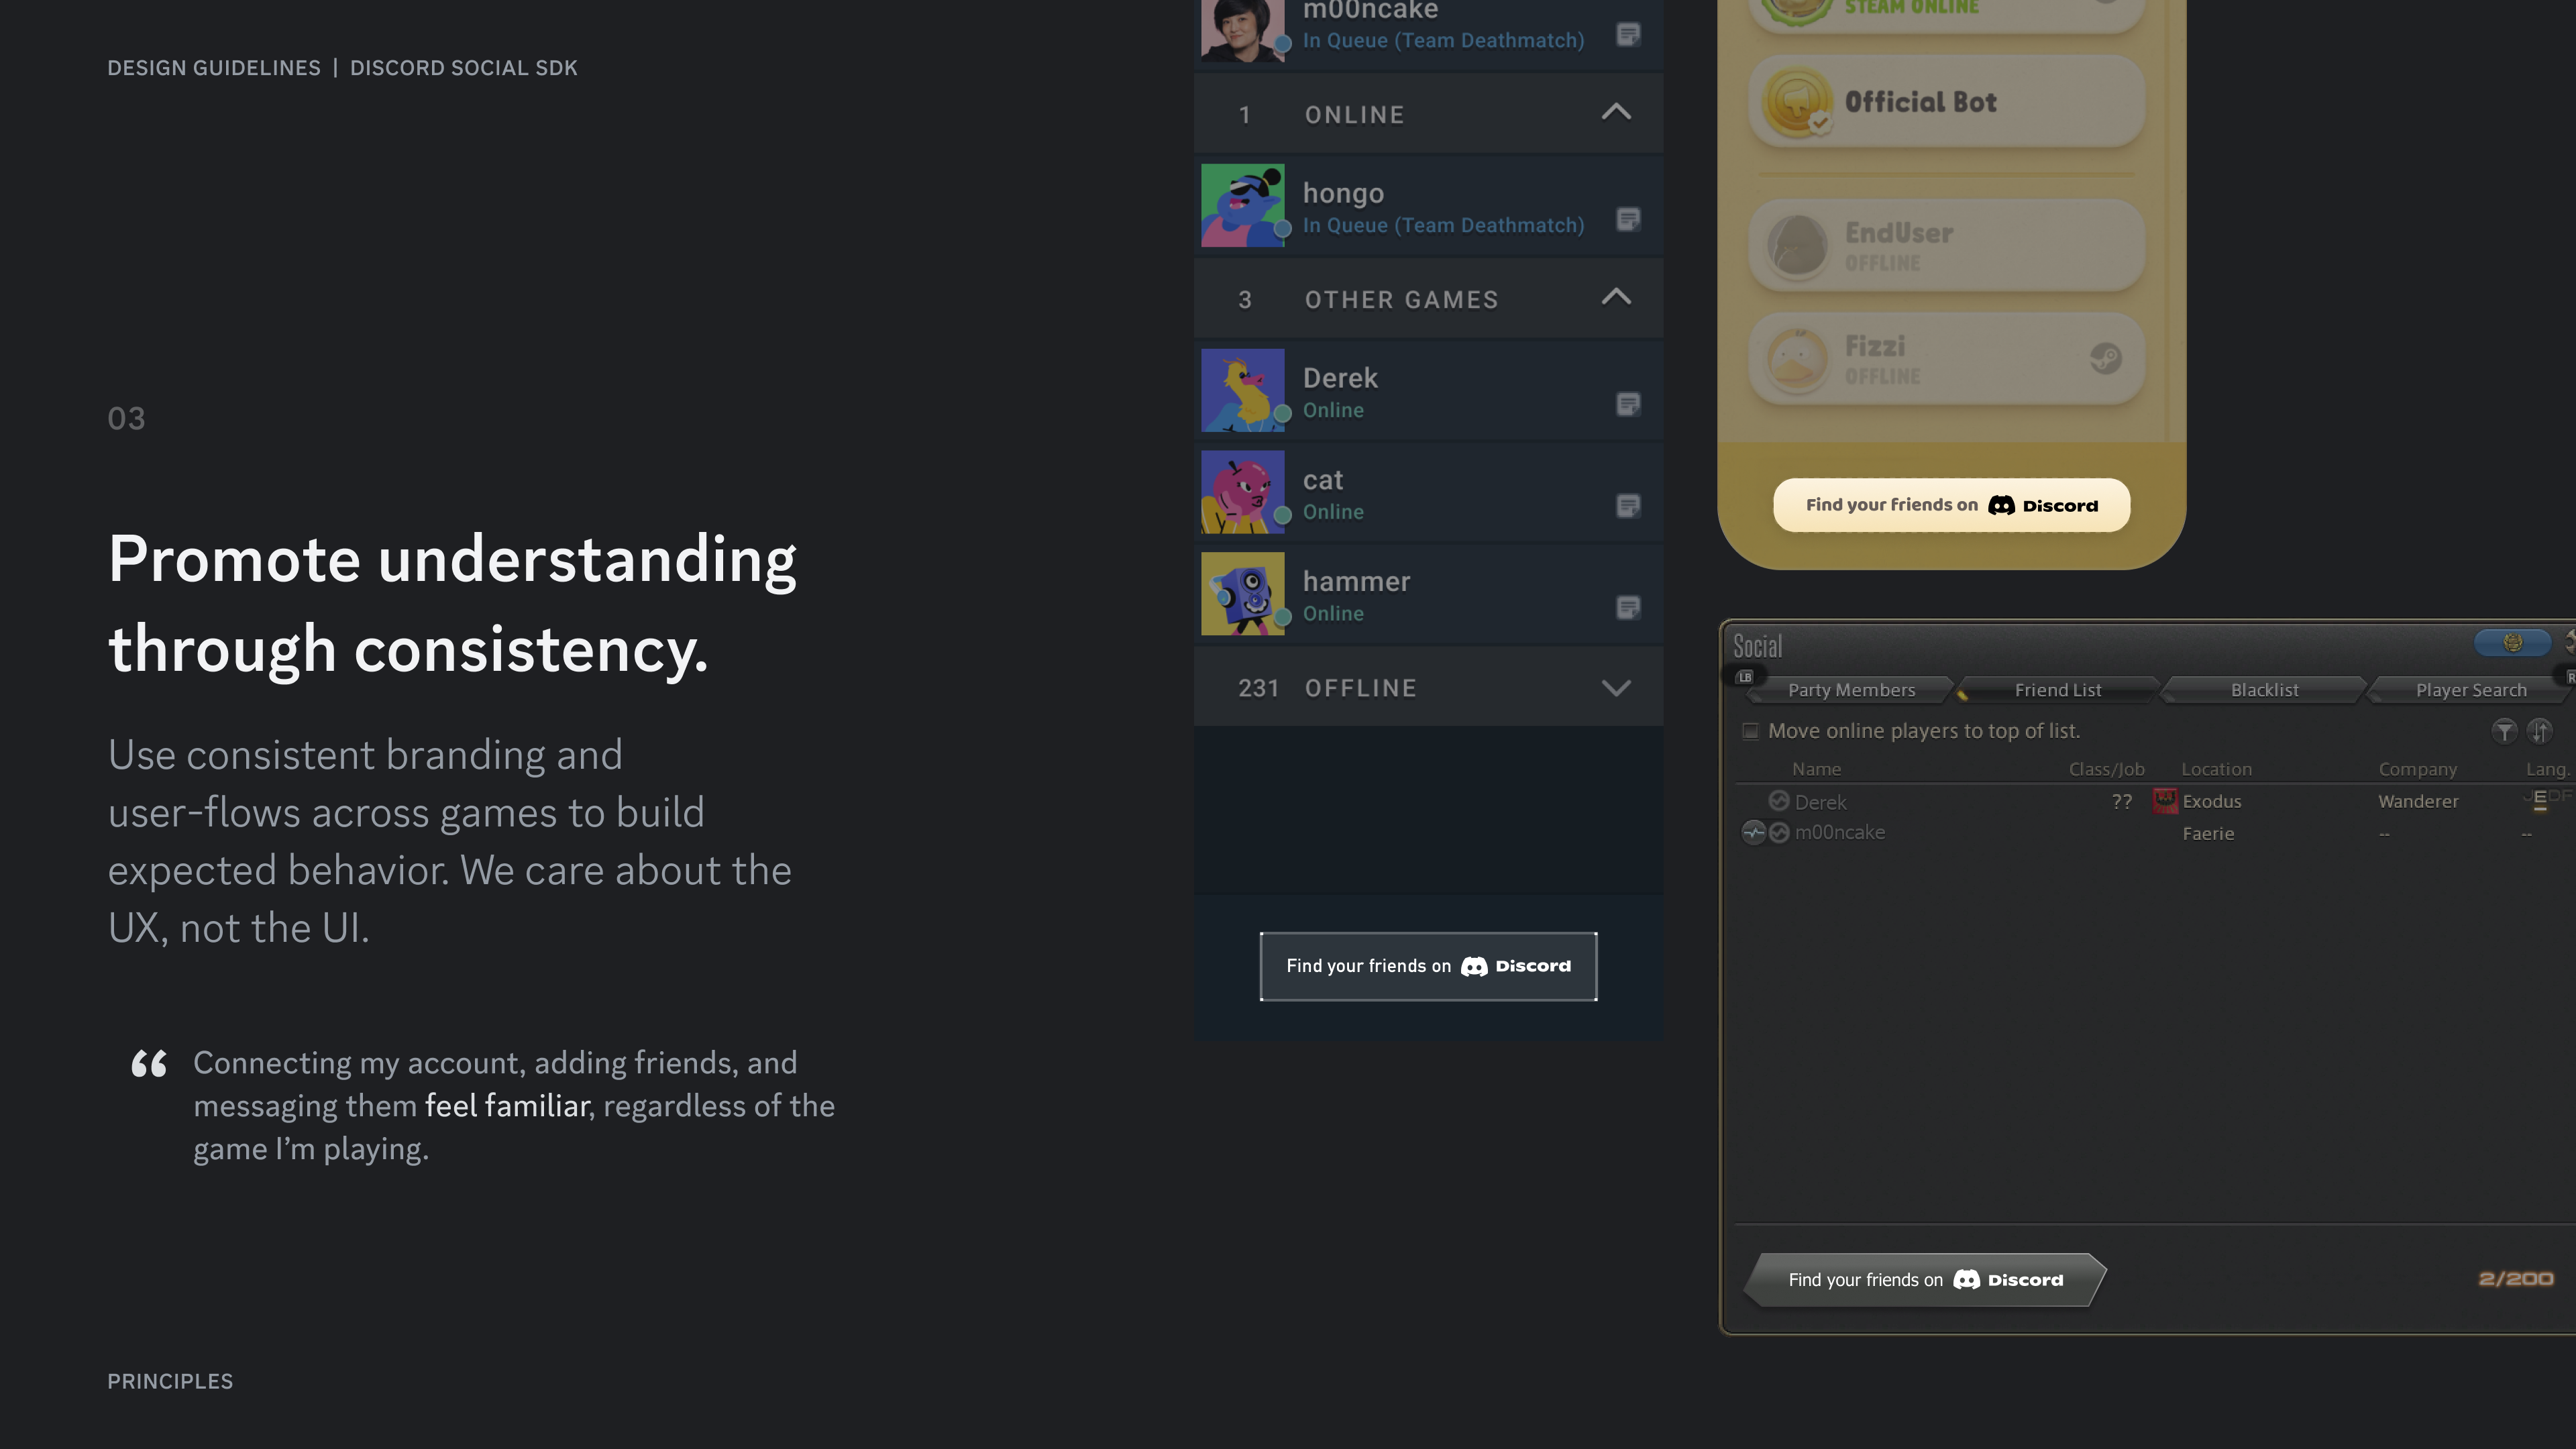 DESIGN GUIDELINES | DISCORD SOCIAL SDK
03
Promote understanding
through consistency.
Use consistent branding and
user-flows across games to build
expected behavior. We care about the
UX, not the UI.
“ Connecting my account, adding friends, and
messaging them feel familiar, regardless of the
game I’m playing.
PRINCIPLES
m00ncake
In Queue (Team Deathmatch)
1 ONLINE
hongo
In Queue (Team Deathmatch)
3 OTHER GAMES
Derek
Online
cat
Online
hammer
Online
231 OFFLINE
Find your friends on Discord
STEAM ONLINE
Official Bot
EndUser
OFFLINE
Fizzi
OFFLINE
Find your friends on Discord
Social
LB
Party Members Friend List Blacklist Player Search
Move online players to top of list.
Name Class/Job Location Company Lang.
Derek ?? Exodus Wanderer JEDF
m00ncake Faerie -- --
Find your friends on Discord
2/200